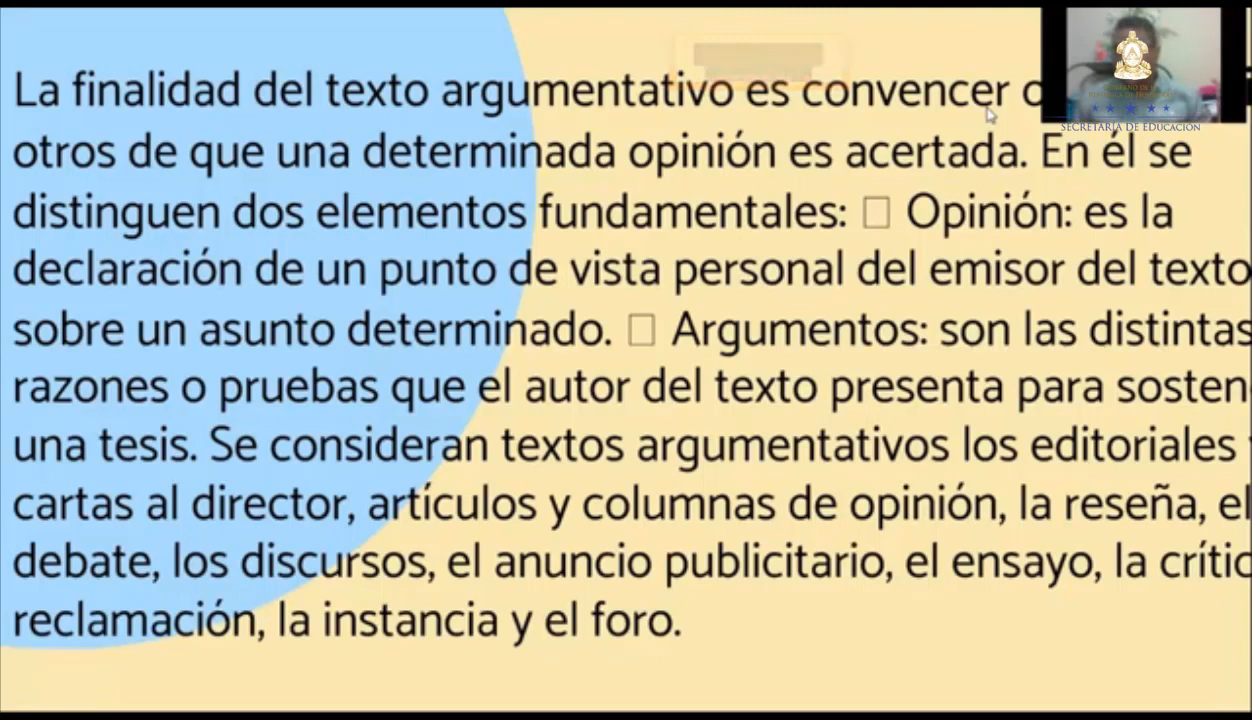 La finalidad del texto argumentativo es convencer
otros de que una determinada opinión es acertada. En él se
distinguen dos elementos fundamentales: Opinión: es la
declaración de un punto de vista personal del emisor del texto
sobre un asunto determinado. Argumentos: son las distintas
razones o pruebas que el autor del texto presenta para
una tesis. Se consideran textos argumentativos los editoriales
cartas al director, artículos y columnas de opinión, la reseña, el
debate, los discursos, el anuncio publicitario, el ensayo, la
reclamación, la instancia y el foro.
SECRETARÍA DE EDUCACIÓN